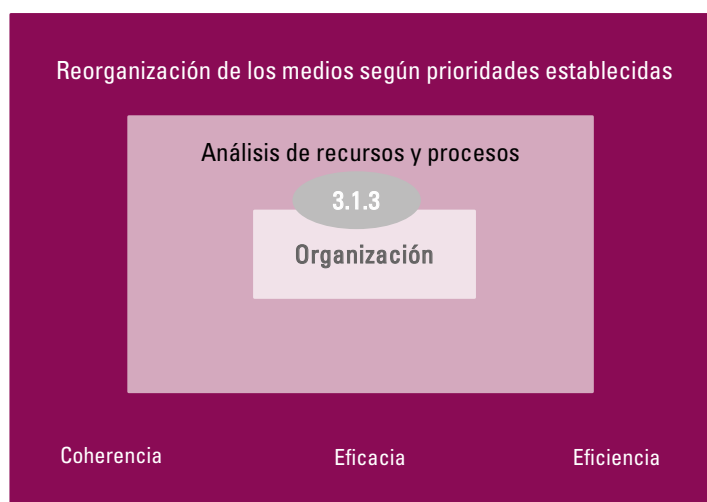 Reorganización de los medios según prioridades establecidas
Análisis de recursos y procesos
3.1.3
Organización
Coherencia
Eficacia
Eficiencia